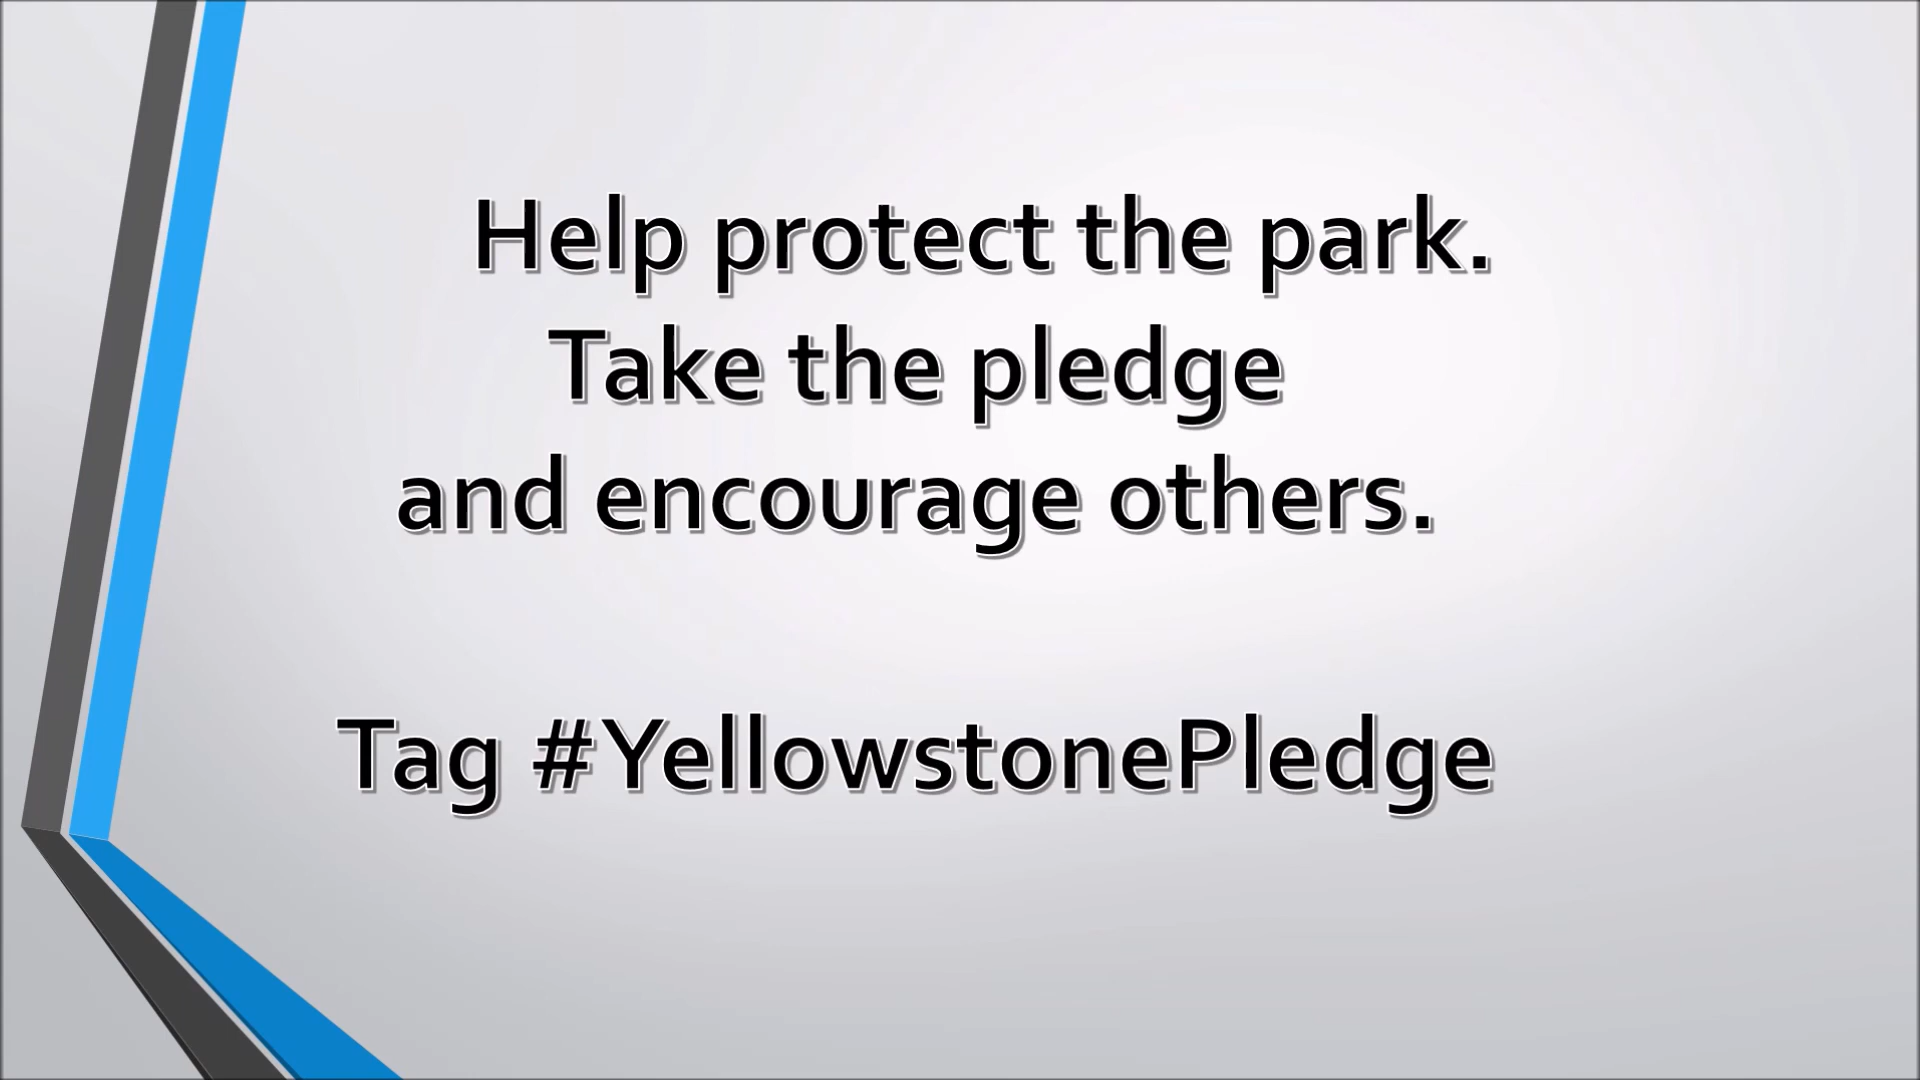 Help protect the park.
Take the pledge
and encourage others.
Tag #YellowstonePledge